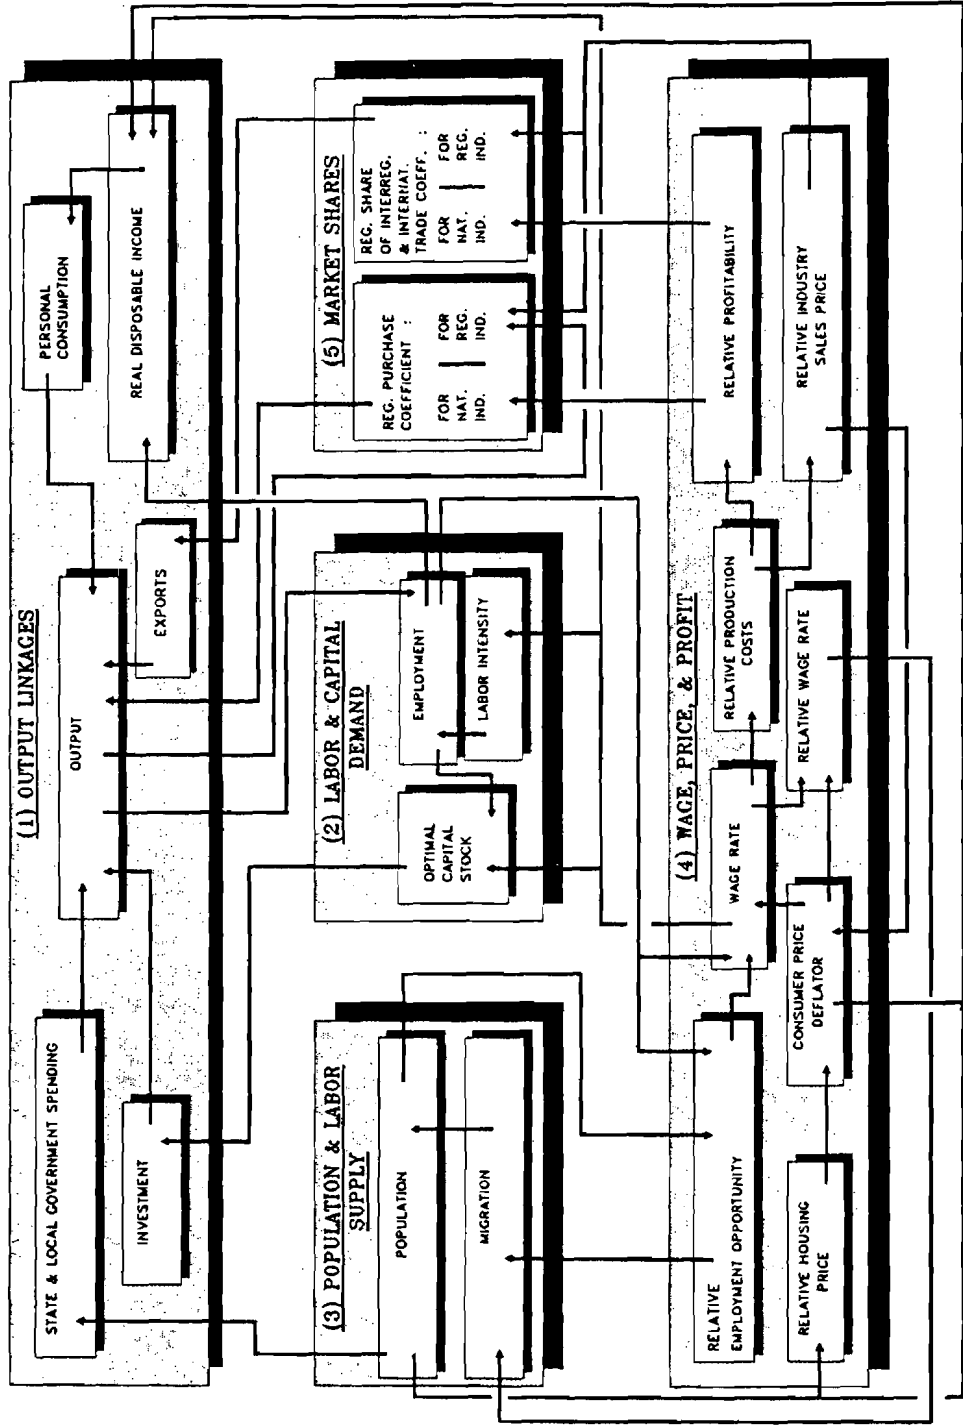 (1) OUTPUT LINKAGES
STATE & LOCAL GOVERNMENT SPENDING
INVESTMENT
OUTPUT
EXPORTS
PERSONAL
CONSUMPTION
REAL DISPOSABLE INCOME
(3) POPULATION & LABOR
SUPPLY
POPULATION
MIGRATION
(2) LABOR & CAPITAL
DEMAND
OPTIMAL
CAPITAL
STOCK
EMPLOYMENT
LABOR INTENSITY
(5) MARKET SHARES
REG. PURCHASE
COEFFICIENT :
FOR
NAT.
IND.
FOR
REG.
IND.
REG. SHARE
OF INTERREG.
& INTERNAT.
TRADE COEFF. :
FOR
NAT.
IND.
FOR
REG.
IND.
(4) WAGE, PRICE, & PROFIT
RELATIVE
EMPLOYMENT OPPORTUNITY
RELATIVE HOUSING
PRICE
WAGE RATE
CONSUMER PRICE
DEFLATOR
RELATIVE PRODUCTION
COSTS
RELATIVE WAGE RATE
RELATIVE PROFITABILITY
RELATIVE INDUSTRY
SALES PRICE